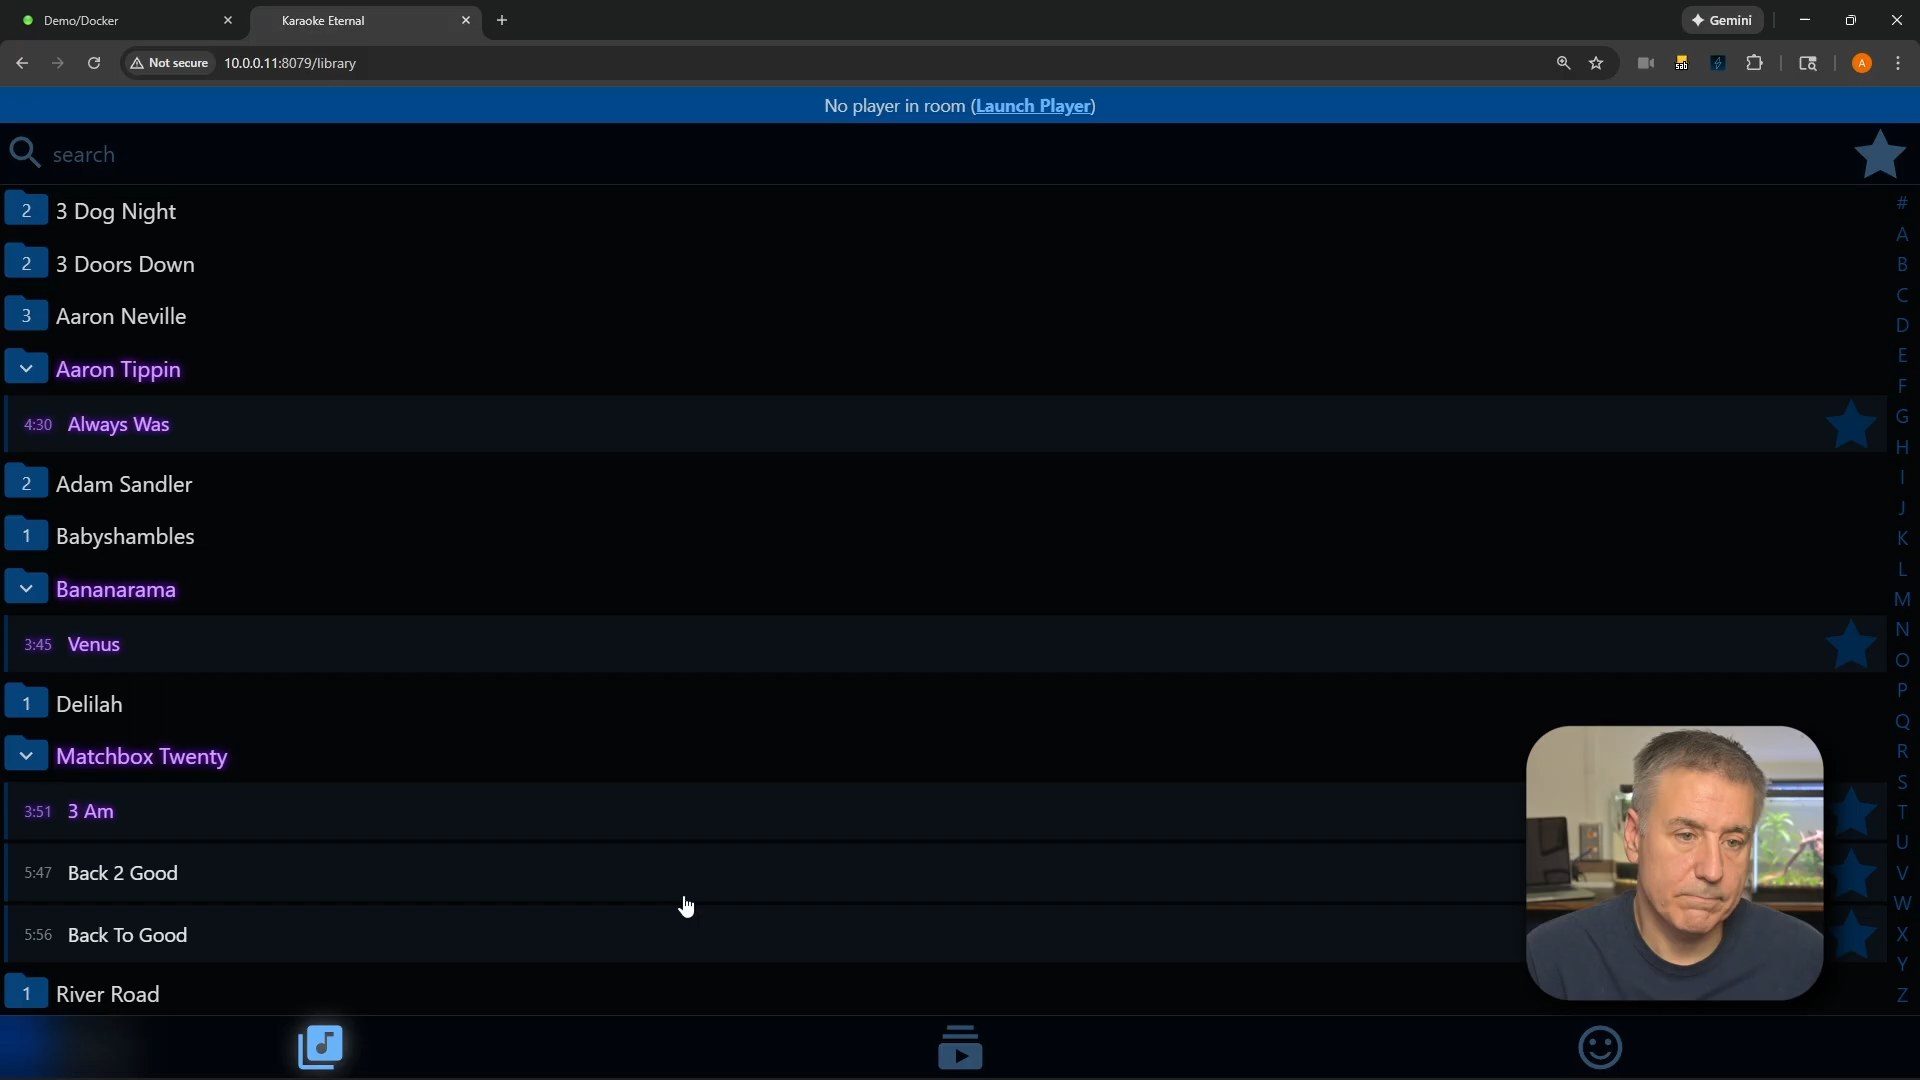 Demo/Docker
Karaoke Eternal
Gemini
Not secure
10.0.0.11:8079/library
sab
A
No player in room (Launch Player)
search
2 3 Dog Night
2 3 Doors Down
3 Aaron Neville
Aaron Tippin
4:30 Always Was
2 Adam Sandler
1 Babyshambles
Bananarama
3:45 Venus
1 Delilah
Matchbox Twenty
3:51 3 Am
5:47 Back 2 Good
5:56 Back To Good
1 River Road
#
A
B
C
D
E
F
G
H
I
J
K
L
M
N
O
P
Q
R
S
T
U
V
W
X
Y
Z